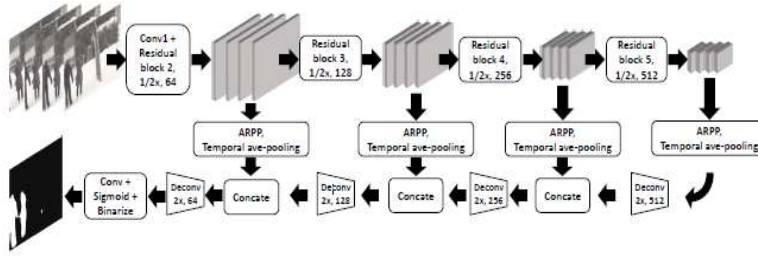 Conv1 +
Residual
block 2,
1/2x, 64
Residual
block 3,
1/2x, 128
Residual
block 4,
1/2x, 256
Residual
block 5,
1/2x, 512
ARPP,
Temporal ave-pooling
ARPP,
Temporal ave-pooling
ARPP,
Temporal ave-pooling
ARPP,
Temporal ave-pooling
Conv +
Sigmoid +
Binarize
Deconv
2x, 64
Concate
Deconv
2x, 128
Concate
Deconv
2x, 256
Concate
Deconv
2x, 512